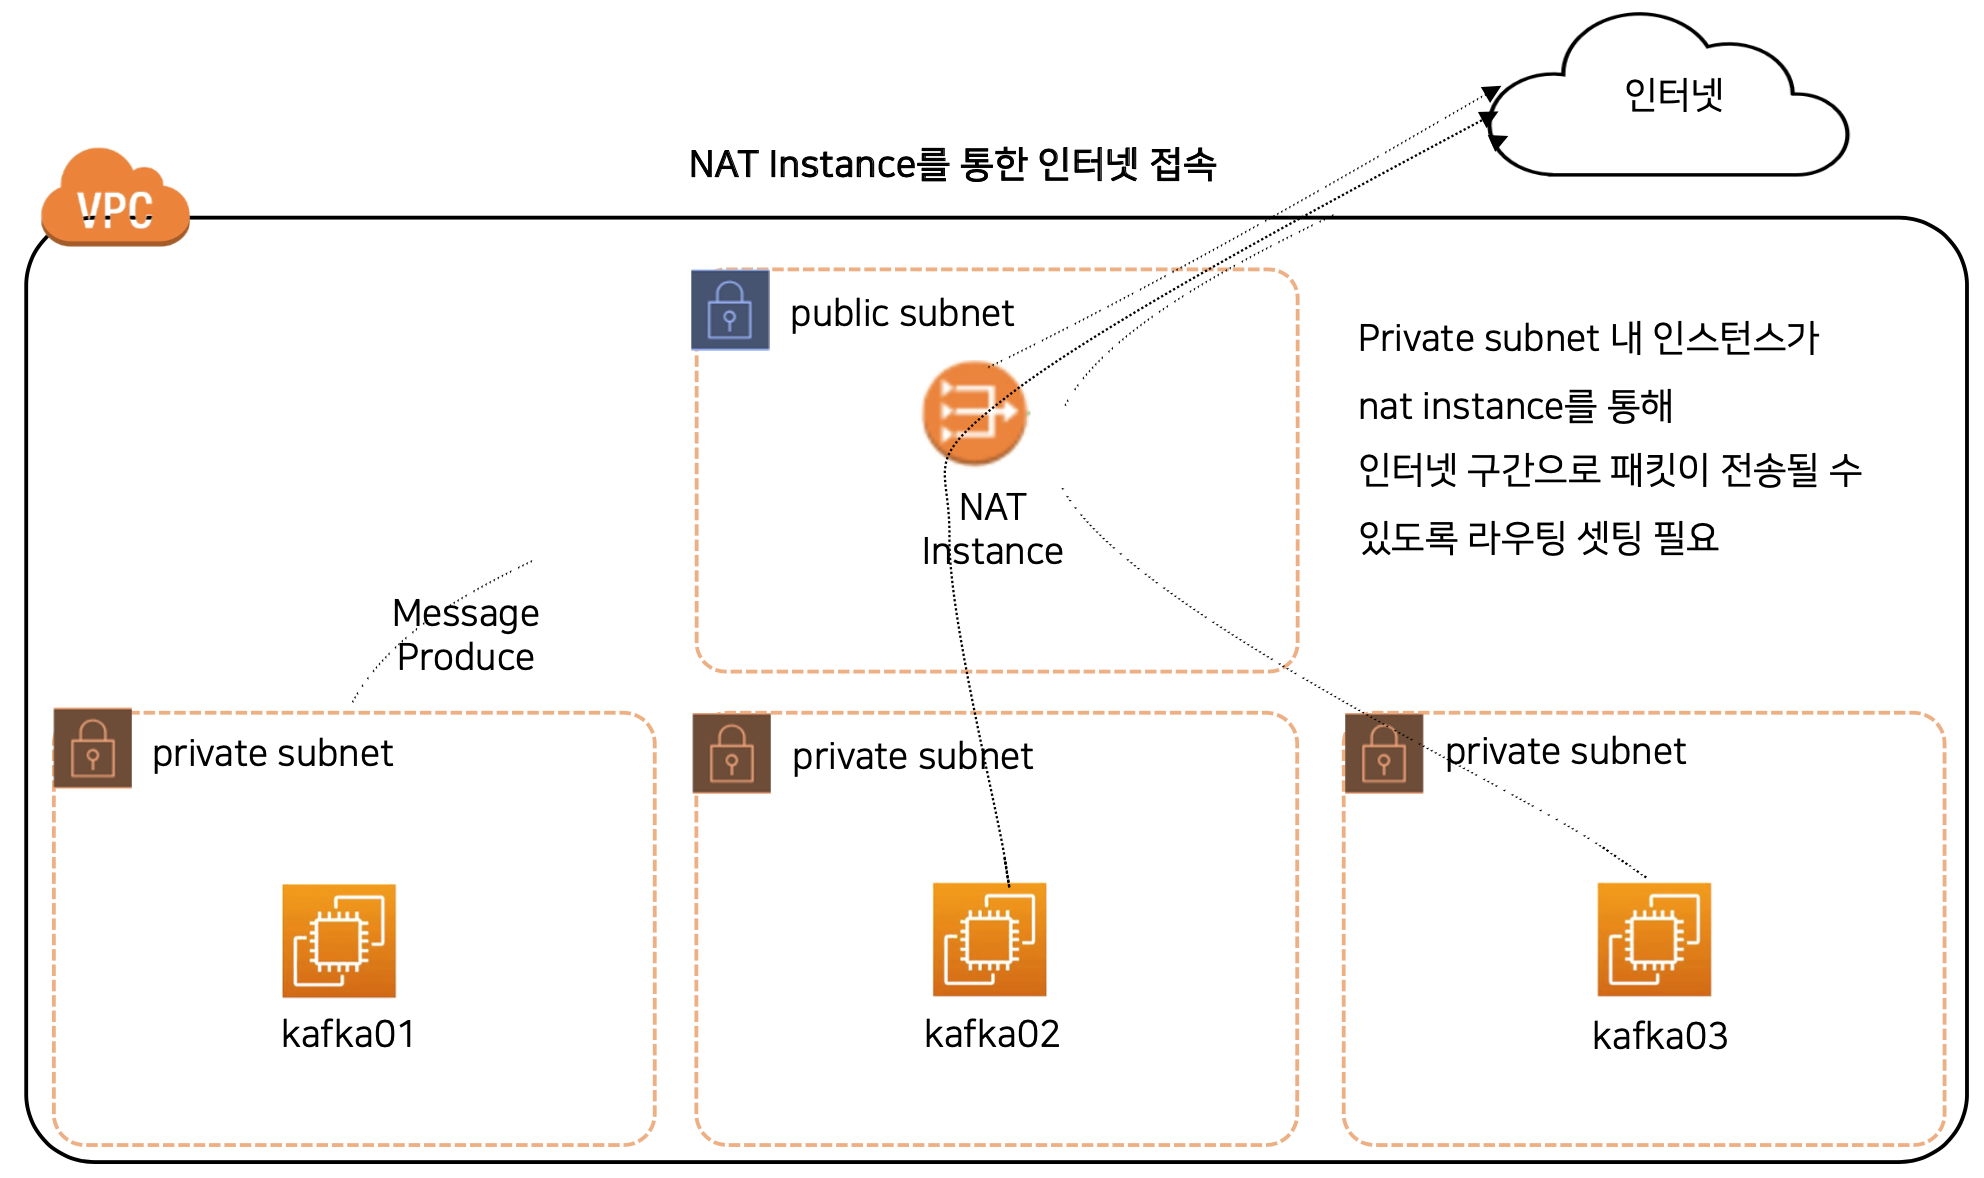 인터넷
NAT Instance를 통한 인터넷 접속
VPC
public subnet
Private subnet 내 인스턴스가
nat instance를 통해
인터넷 구간으로 패킷이 전송될 수
있도록 라우팅 셋팅 필요
NAT
Instance
Message
Produce
private subnet
private subnet
private subnet
kafka01
kafka02
kafka03